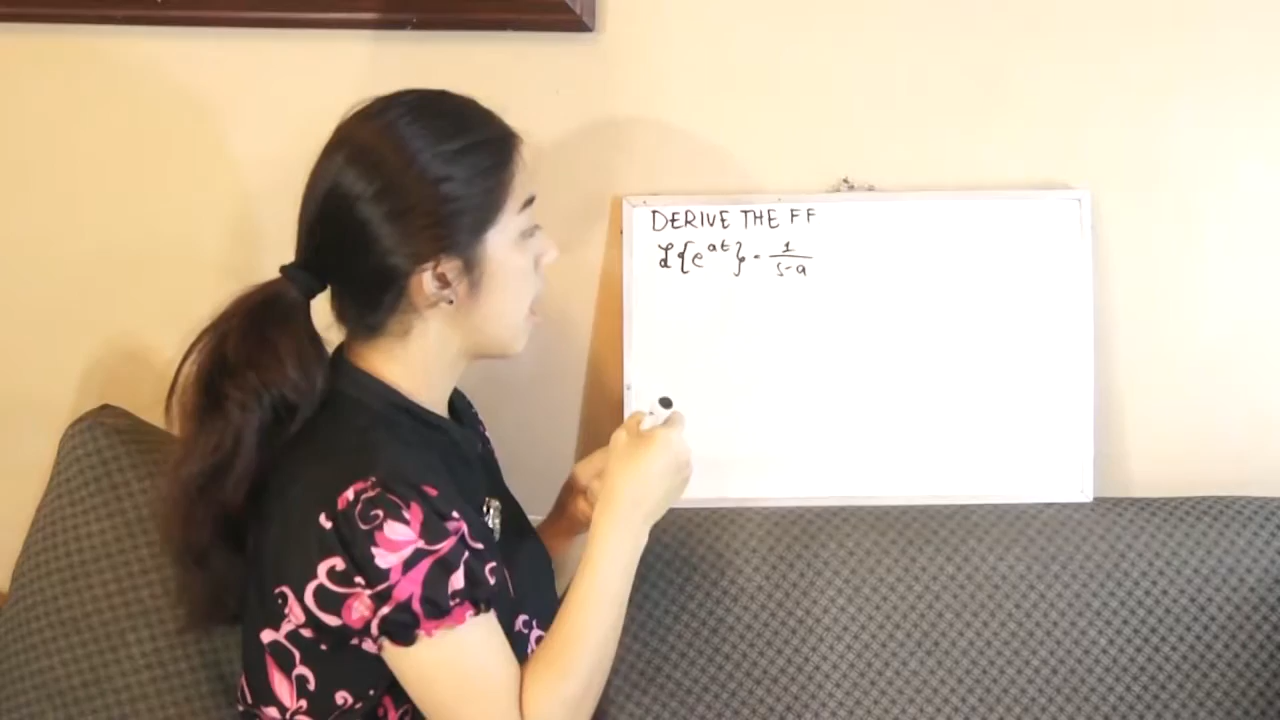 DERIVE THE FF
ℒ{e^at} = 1/(s-a)